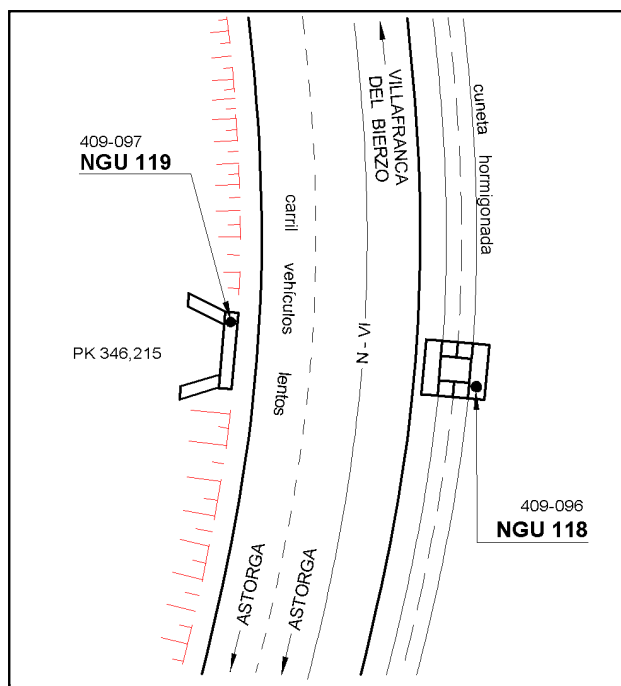 409-097
NGU 119
PK 346,215
carril vehículos lentos
N - VI
VILLAFRANCA
DEL BIERZO
cuneta hormigonada
409-096
NGU 118
ASTORGA
ASTORGA